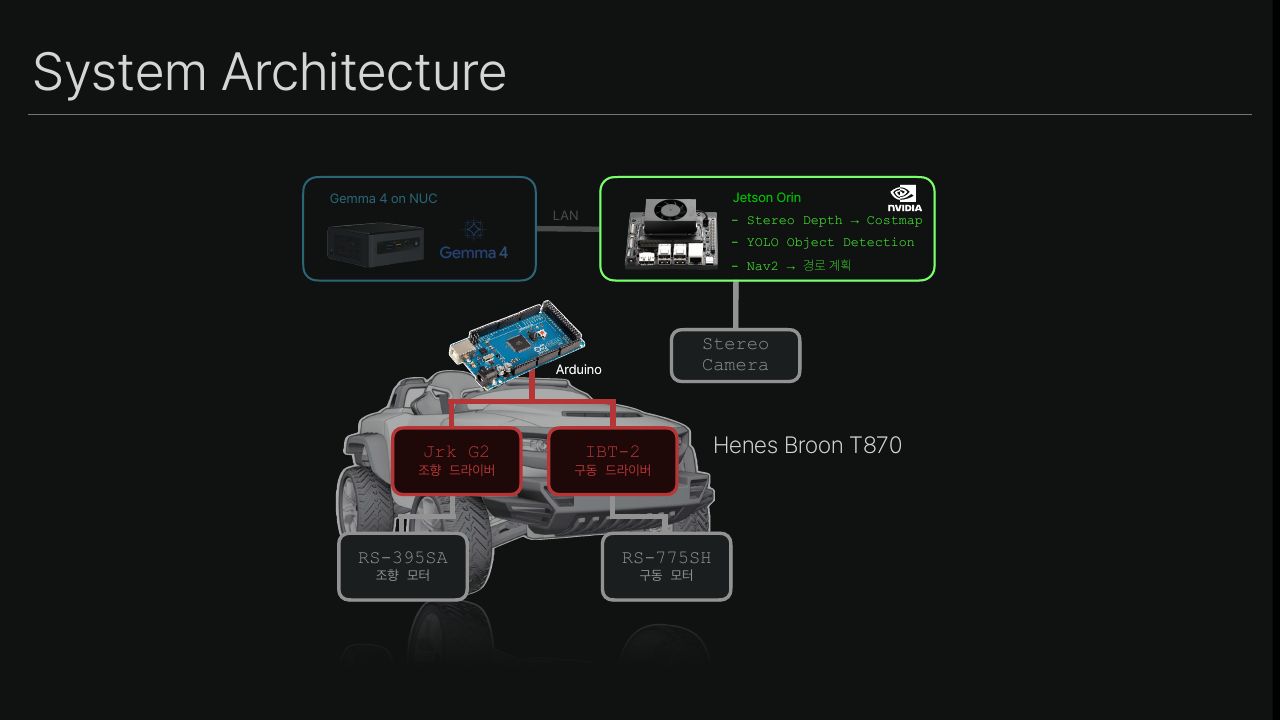 System Architecture
Gemma 4 on NUC
Gemma 4
LAN
Jetson Orin
NVIDIA
- Stereo Depth → Costmap
- YOLO Object Detection
- Nav2 → 경로 계획
Stereo
Camera
Arduino
Henes Broon T870
Jrk G2
조향 드라이버
IBT-2
구동 드라이버
RS-395SA
조향 모터
RS-775SH
구동 모터